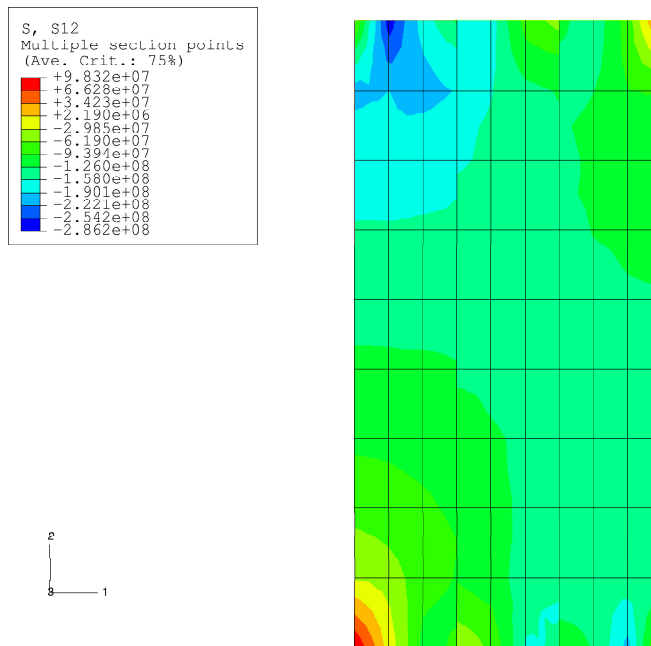 S, S12
Multiple section points
(Ave. Crit.: 75%)
+9.832e+07
+6.628e+07
+3.423e+07
+2.190e+06
-2.985e+07
-6.190e+07
-9.394e+07
-1.260e+08
-1.580e+08
-1.901e+08
-2.221e+08
-2.542e+08
-2.862e+08
2
3 1